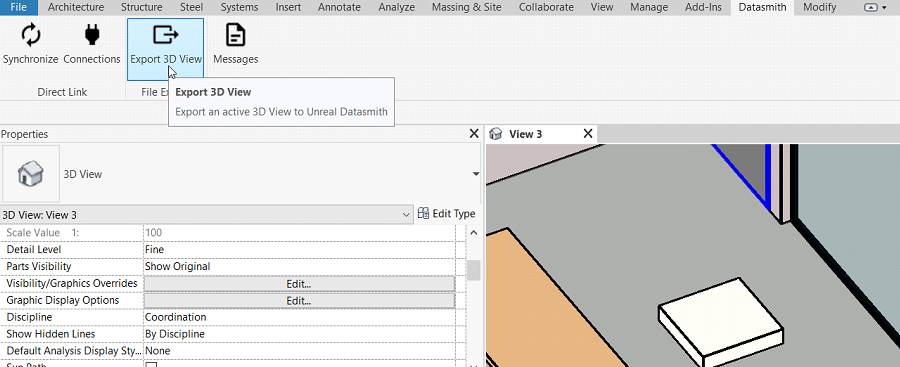 File Architecture Structure Steel Systems Insert Annotate Analyze Massing & Site Collaborate View Manage Add-Ins Datasmith Modify
Synchronize Connections Export 3D View Messages
Direct Link File Ex
Export 3D View
Export an active 3D View to Unreal Datasmith
Properties
View 3
3D View
3D View: View 3 Edit Type
Scale Value 1: 100
Detail Level Fine
Parts Visibility Show Original
Visibility/Graphics Overrides Edit...
Graphic Display Options Edit...
Discipline Coordination
Show Hidden Lines By Discipline
Default Analysis Display Sty... None
Sun Path